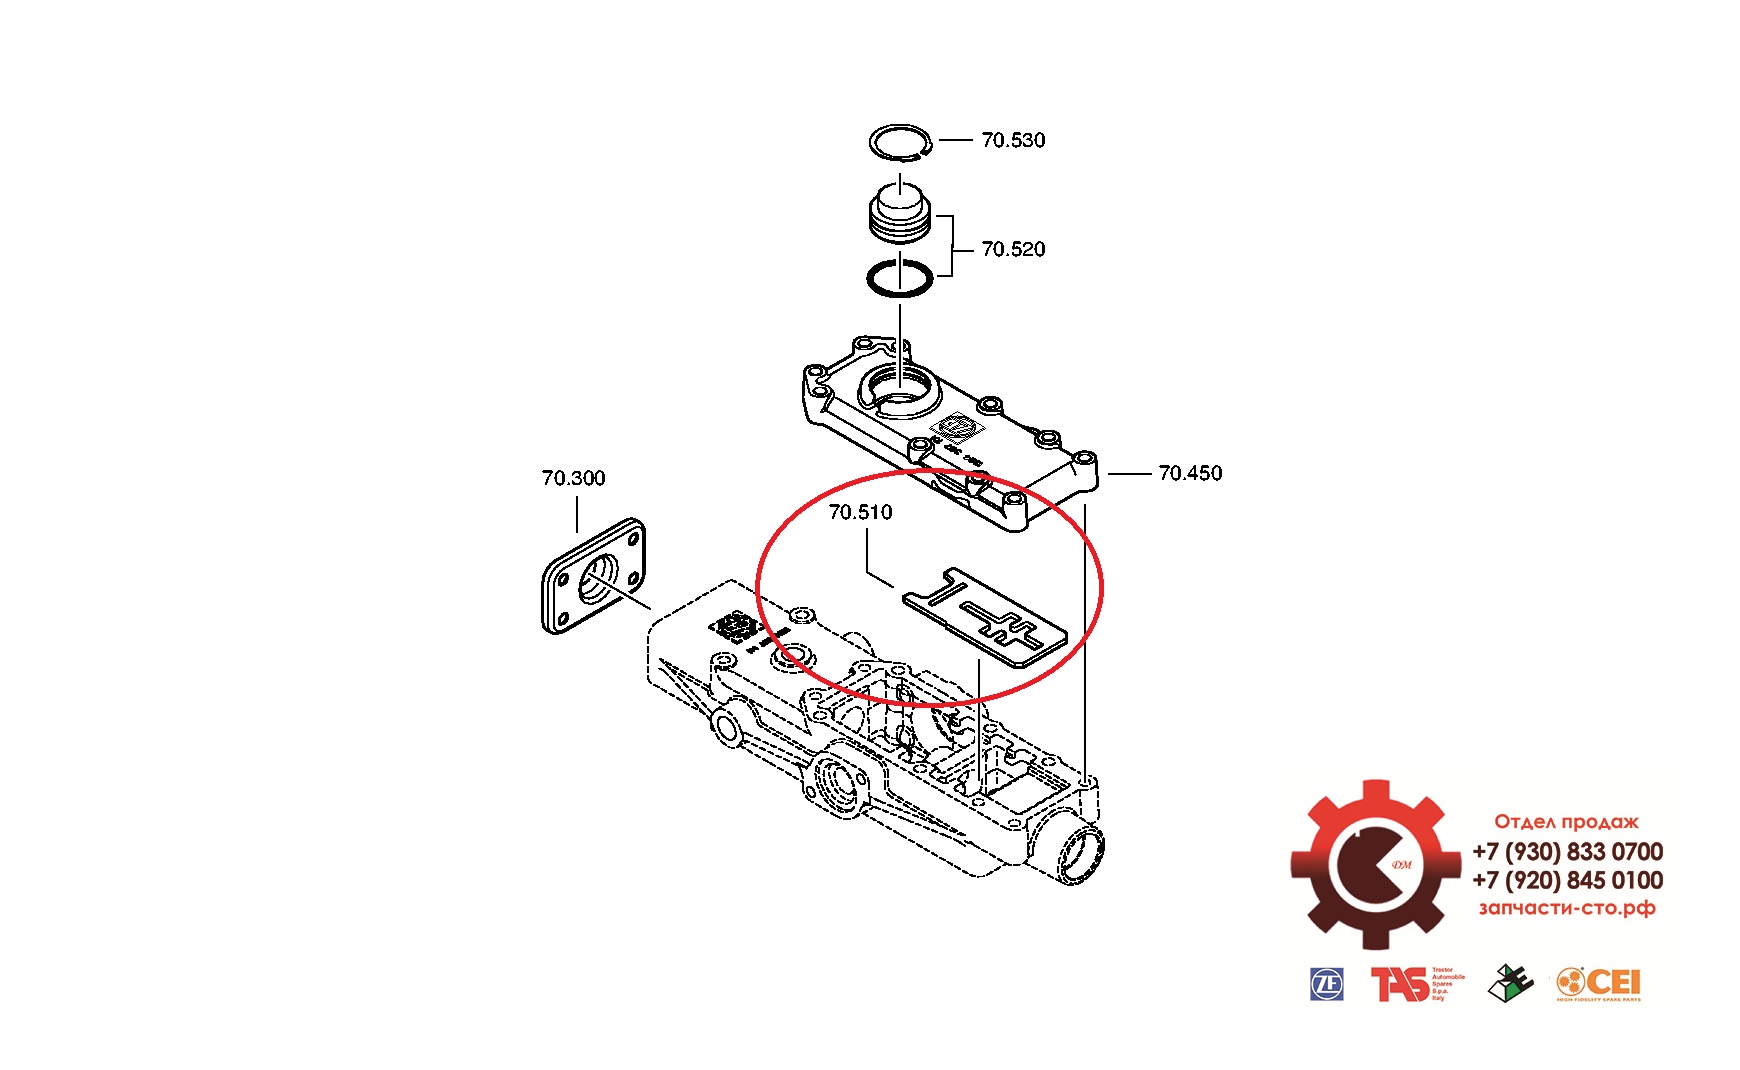 70.530
70.520
70.450
70.300
70.510
Отдел продаж
+7 (930) 833 0700
+7 (920) 845 0100
запчасти-сто.рф
DM
ZF
TAS
Tractor
Automobile
Spares
S.p.a.
Italy
CEI
HIGH FIDELITY SPARE PARTS